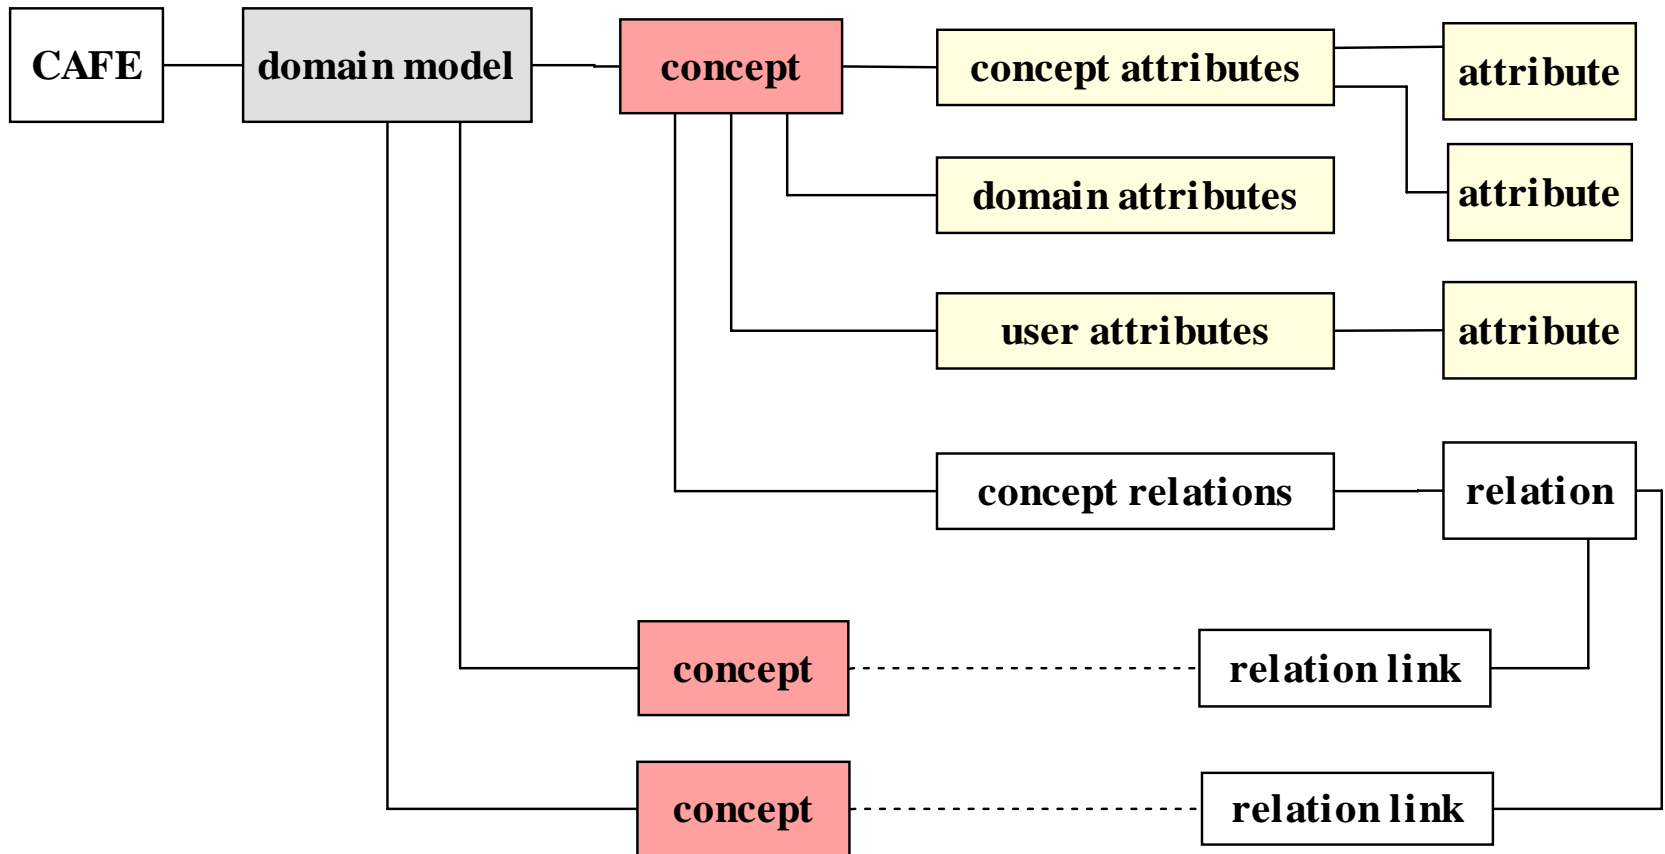 CAFE
domain model
concept
concept attributes
attribute
domain attributes
attribute
user attributes
attribute
concept relations
relation
concept
relation link
concept
relation link